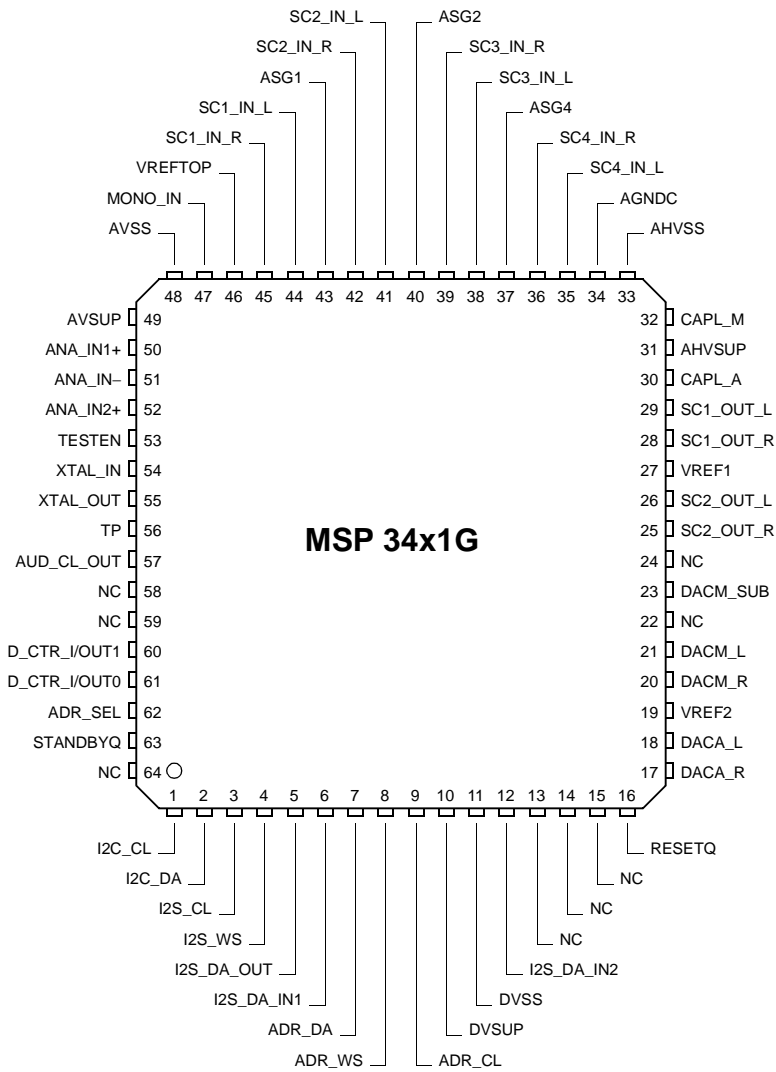 SC2_IN_L ASG2
SC2_IN_R SC3_IN_R
ASG1 SC3_IN_L
SC1_IN_L ASG4
SC1_IN_R SC4_IN_R
VREFTOP SC4_IN_L
MONO_IN AGNDC
AVSS AHVSS
48 47 46 45 44 43 42 41 40 39 38 37 36 35 34 33
AVSUP 49 32 CAPL_M
ANA_IN1+ 50 31 AHVSUP
ANA_IN− 51 30 CAPL_A
ANA_IN2+ 52 29 SC1_OUT_L
TESTEN 53 28 SC1_OUT_R
XTAL_IN 54 27 VREF1
XTAL_OUT 55 26 SC2_OUT_L
TP 56 25 SC2_OUT_R
MSP 34x1G
AUD_CL_OUT 57 24 NC
NC 58 23 DACM_SUB
NC 59 22 NC
D_CTR_I/OUT1 60 21 DACM_L
D_CTR_I/OUT0 61 20 DACM_R
ADR_SEL 62 19 VREF2
STANDBYQ 63 18 DACA_L
NC 64 17 DACA_R
1 2 3 4 5 6 7 8 9 10 11 12 13 14 15 16
I2C_CL RESETQ
I2C_DA NC
I2S_CL NC
I2S_WS NC
I2S_DA_OUT I2S_DA_IN2
I2S_DA_IN1 DVSS
ADR_DA DVSUP
ADR_WS ADR_CL